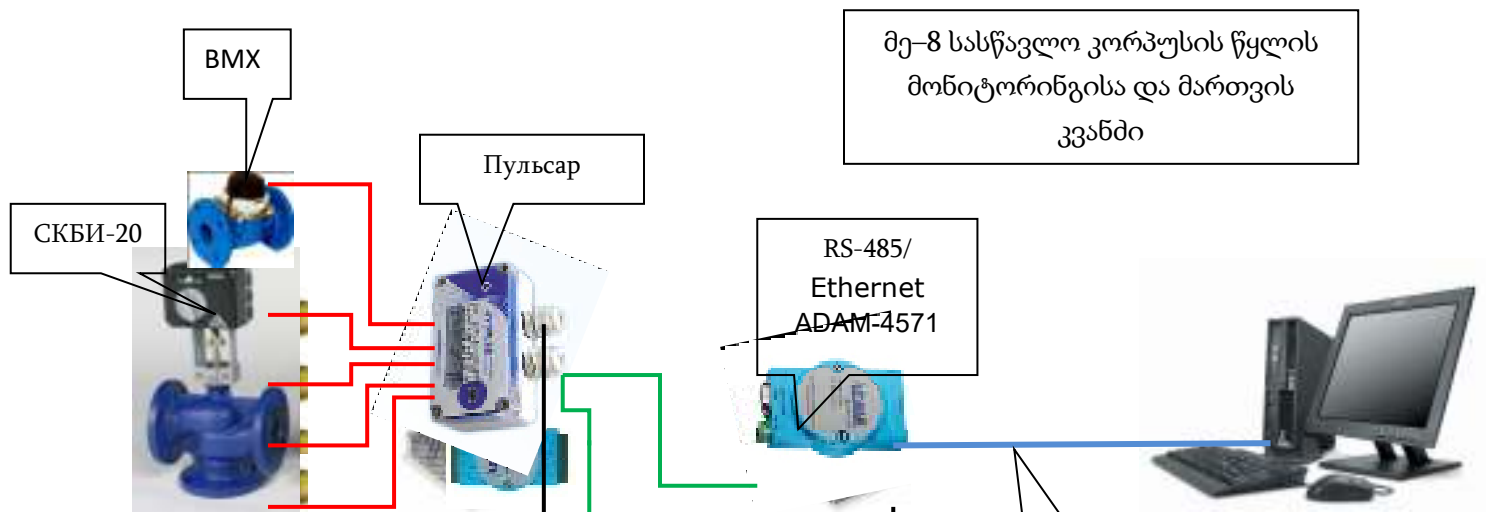 BMX
მე–8 სასწავლო კორპუსის წყლის
მონიტორინგისა და მართვის
კვანძი
Пульсар
СКБИ-20
RS-485/
Ethernet
ADAM-4571